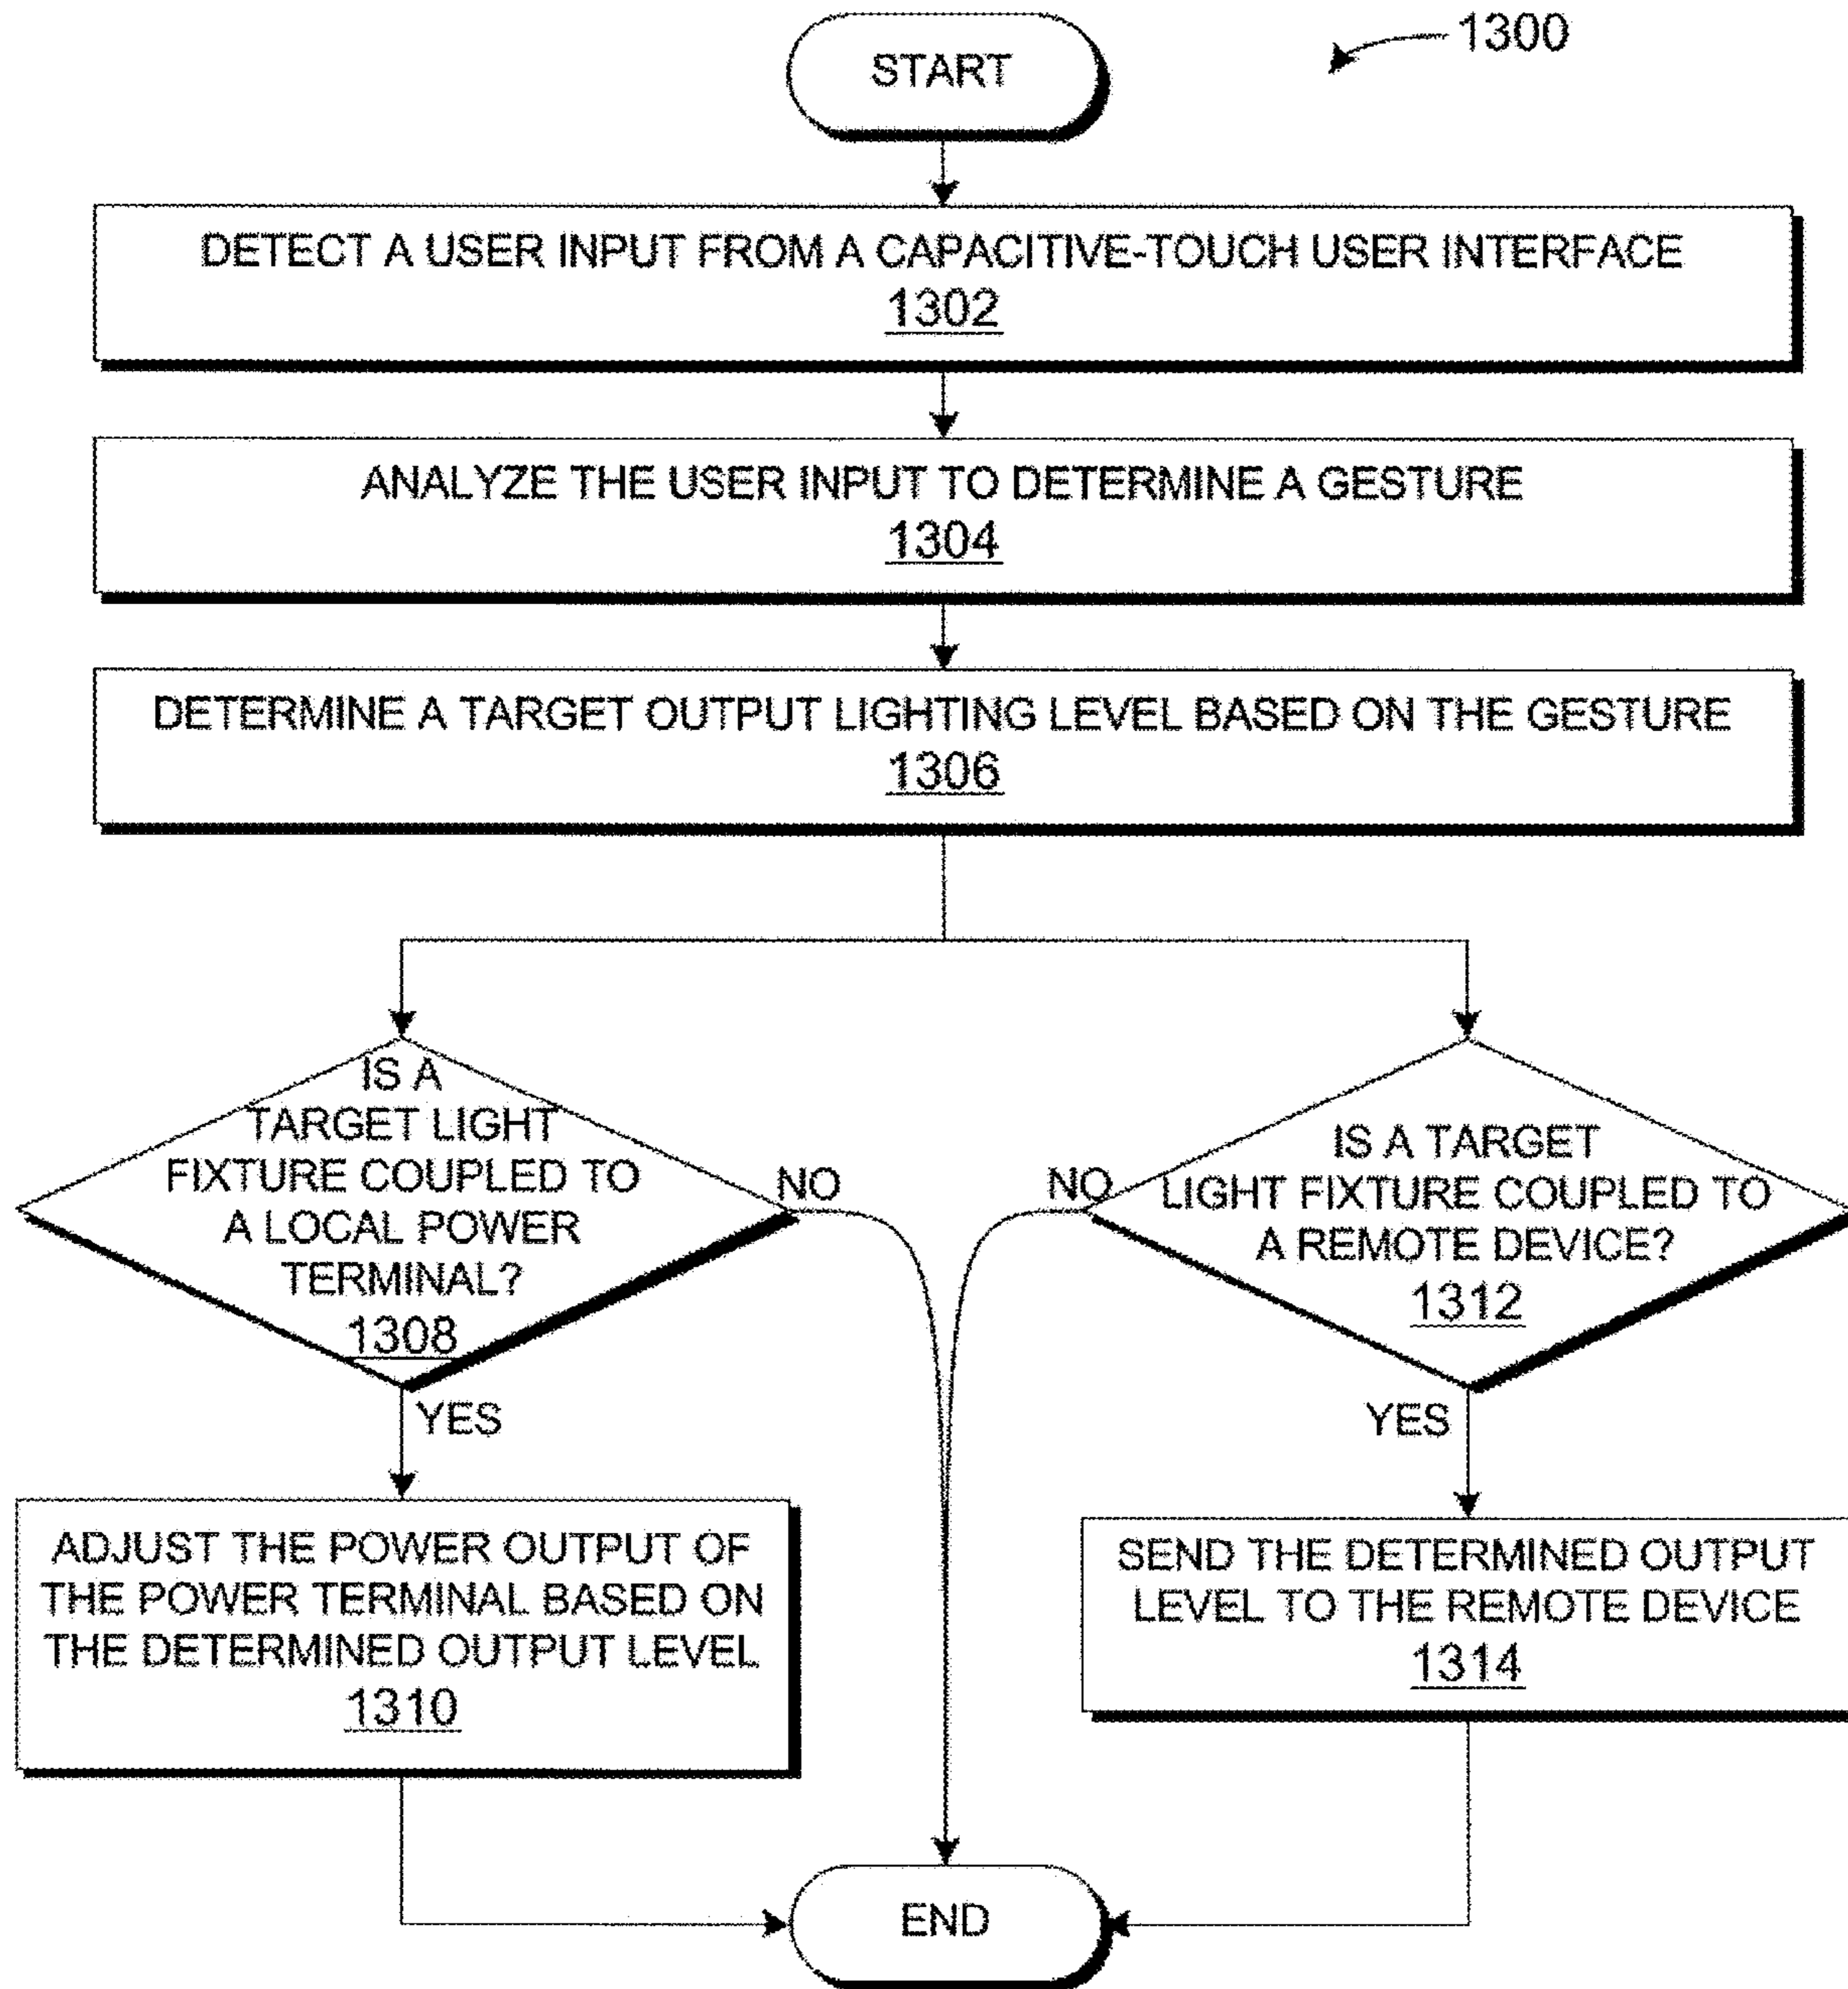 1300
START
DETECT A USER INPUT FROM A CAPACITIVE-TOUCH USER INTERFACE
1302
ANALYZE THE USER INPUT TO DETERMINE A GESTURE
1304
DETERMINE A TARGET OUTPUT LIGHTING LEVEL BASED ON THE GESTURE
1306
IS A
TARGET LIGHT
FIXTURE COUPLED TO
A LOCAL POWER
TERMINAL?
1308
NO
YES
NO
IS A TARGET
LIGHT FIXTURE COUPLED TO
A REMOTE DEVICE?
1312
YES
ADJUST THE POWER OUTPUT OF
THE POWER TERMINAL BASED ON
THE DETERMINED OUTPUT LEVEL
1310
SEND THE DETERMINED OUTPUT
LEVEL TO THE REMOTE DEVICE
1314
END